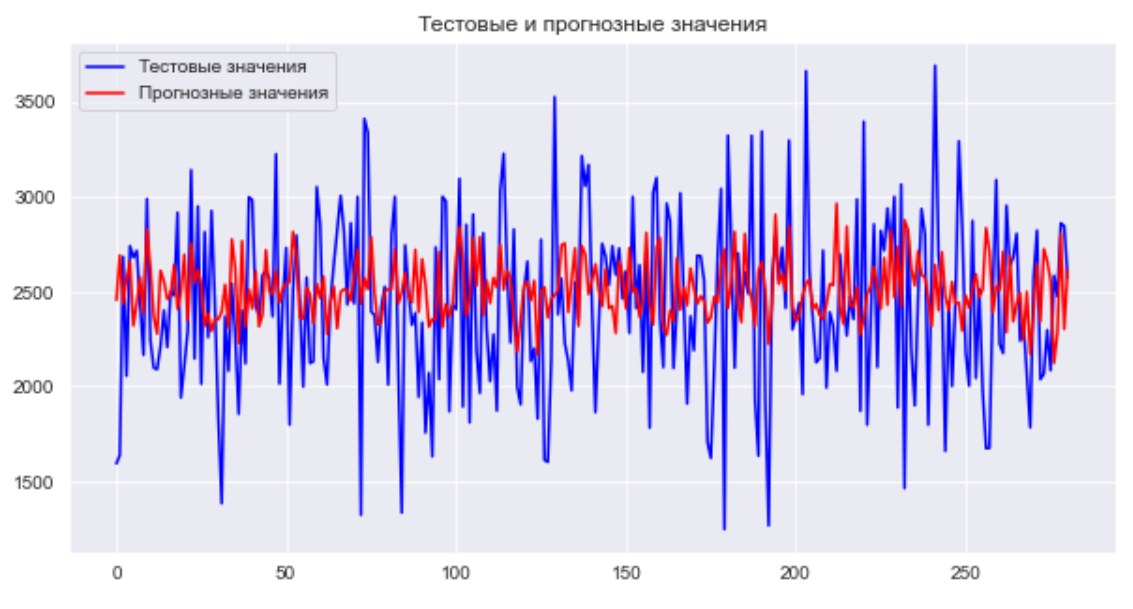 Тестовые и прогнозные значения
Тестовые значения
Прогнозные значения
3500
3000
2500
2000
1500
0 50 100 150 200 250